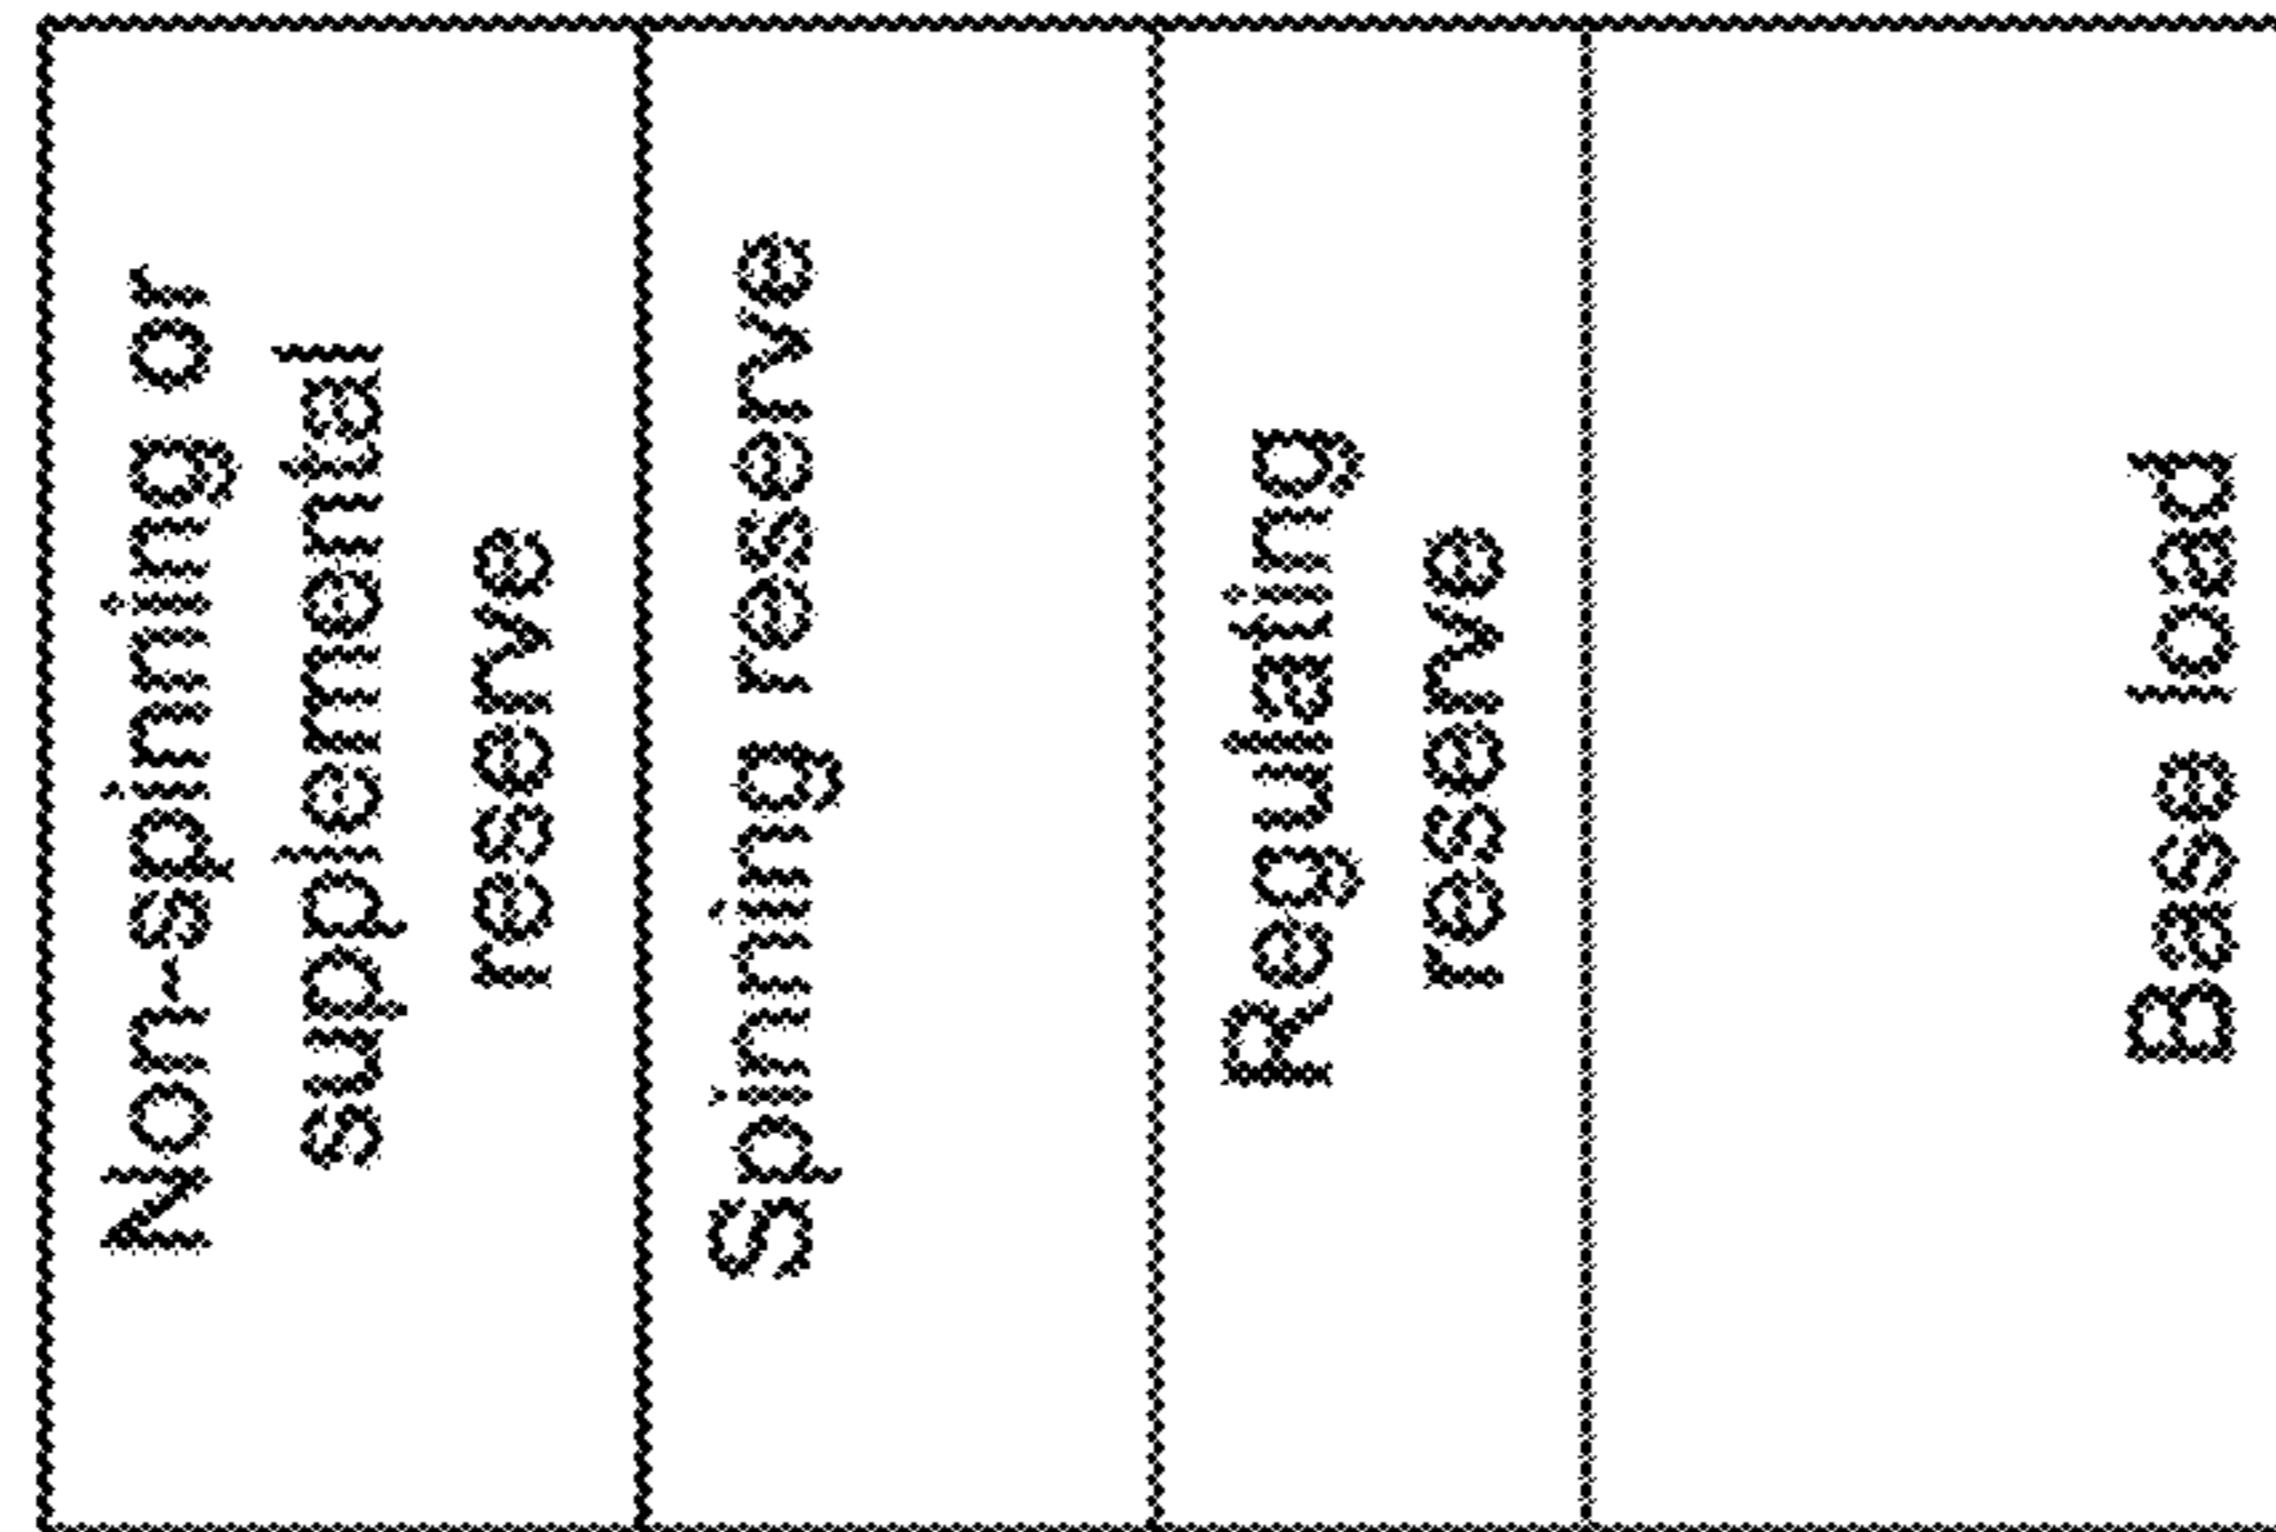 Non-spinning or
supplemental
reserve
Spinning reserve
Regulating
reserve
Base load